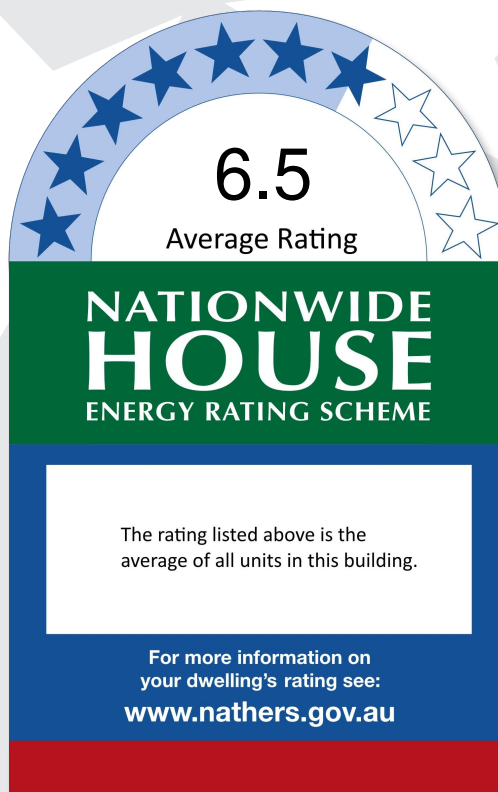 6.5
Average Rating
NATIONWIDE
HOUSE
ENERGY RATING SCHEME
The rating listed above is the
average of all units in this building.
For more information on
your dwelling's rating see:
www.nathers.gov.au